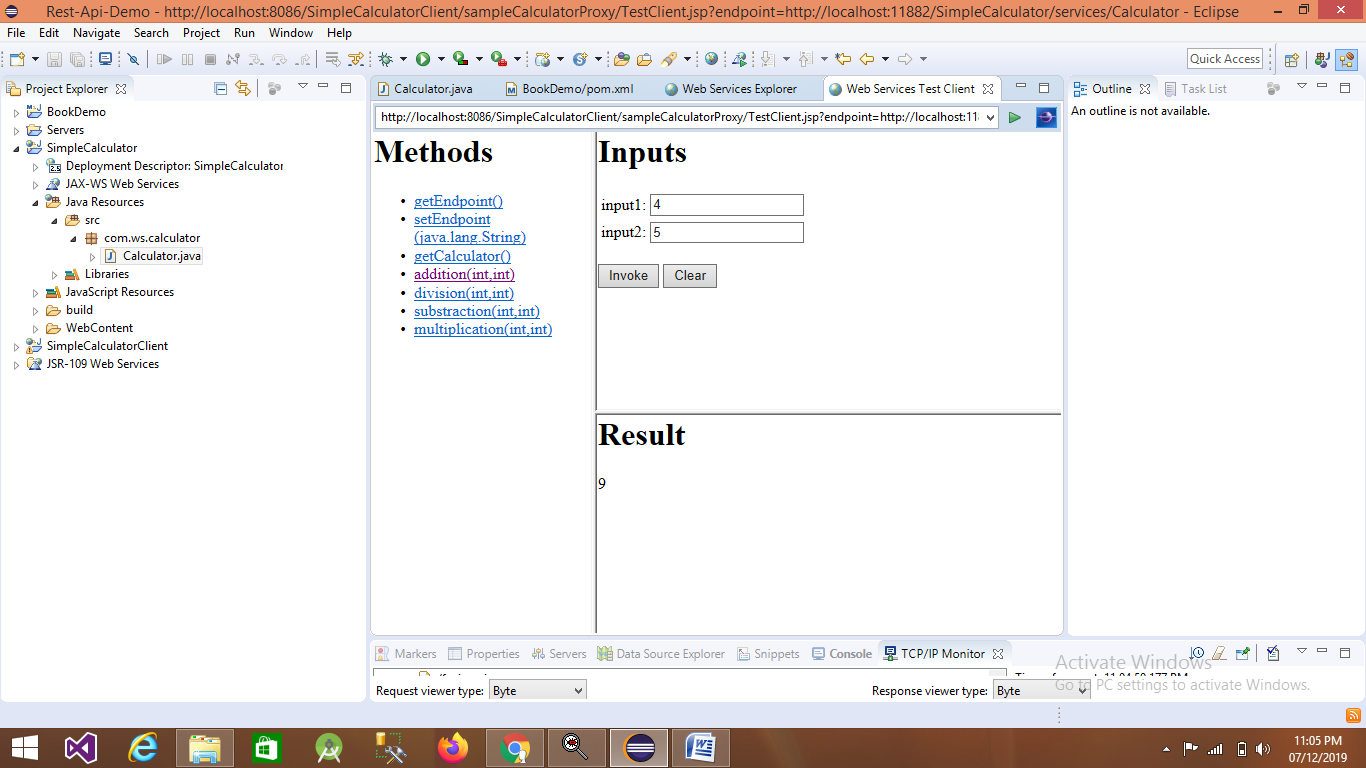 Rest-Api-Demo - http://localhost:8086/SimpleCalculatorClient/sampleCalculatorProxy/TestClient.jsp?endpoint=http://localhost:11882/SimpleCalculator/services/Calculator - Eclipse
File Edit Navigate Search Project Run Window Help
Quick Access
Project Explorer
BookDemo
Servers
SimpleCalculator
Deployment Descriptor: SimpleCalculator
JAX-WS Web Services
Java Resources
src
com.ws.calculator
Calculator.java
Libraries
JavaScript Resources
build
WebContent
SimpleCalculatorClient
JSR-109 Web Services
Calculator.java BookDemo/pom.xml Web Services Explorer Web Services Test Client
http://localhost:8086/SimpleCalculatorClient/sampleCalculatorProxy/TestClient.jsp?endpoint=http://localhost:11
Methods
getEndpoint()
setEndpoint
(java.lang.String)
getCalculator()
addition(int,int)
division(int,int)
substraction(int,int)
multiplication(int,int)
Inputs
input1: 4
input2: 5
Invoke Clear
Result
9
Outline Task List
An outline is not available.
Markers Properties Servers Data Source Explorer Snippets Console TCP/IP Monitor
Request viewer type: Byte
Response viewer type: Byte
Activate Windows
Go to PC settings to activate Windows.
11:05 PM
07/12/2019